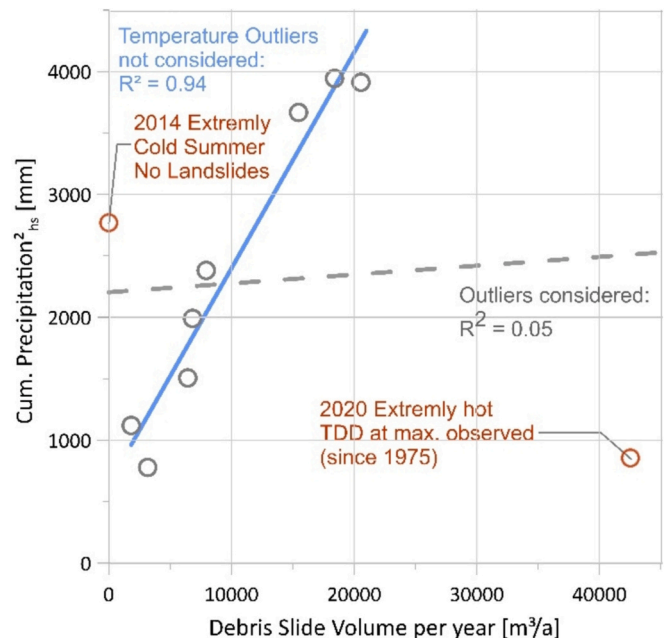 Temperature Outliers
not considered:
R² = 0.94
2014 Extremly
Cold Summer
No Landslides
Outliers considered:
R² = 0.05
2020 Extremly hot
TDD at max. observed
(since 1975)
Cum. Precipitation²hs [mm]
4000
3000
2000
1000
0
0 10000 20000 30000 40000
Debris Slide Volume per year [m³/a]